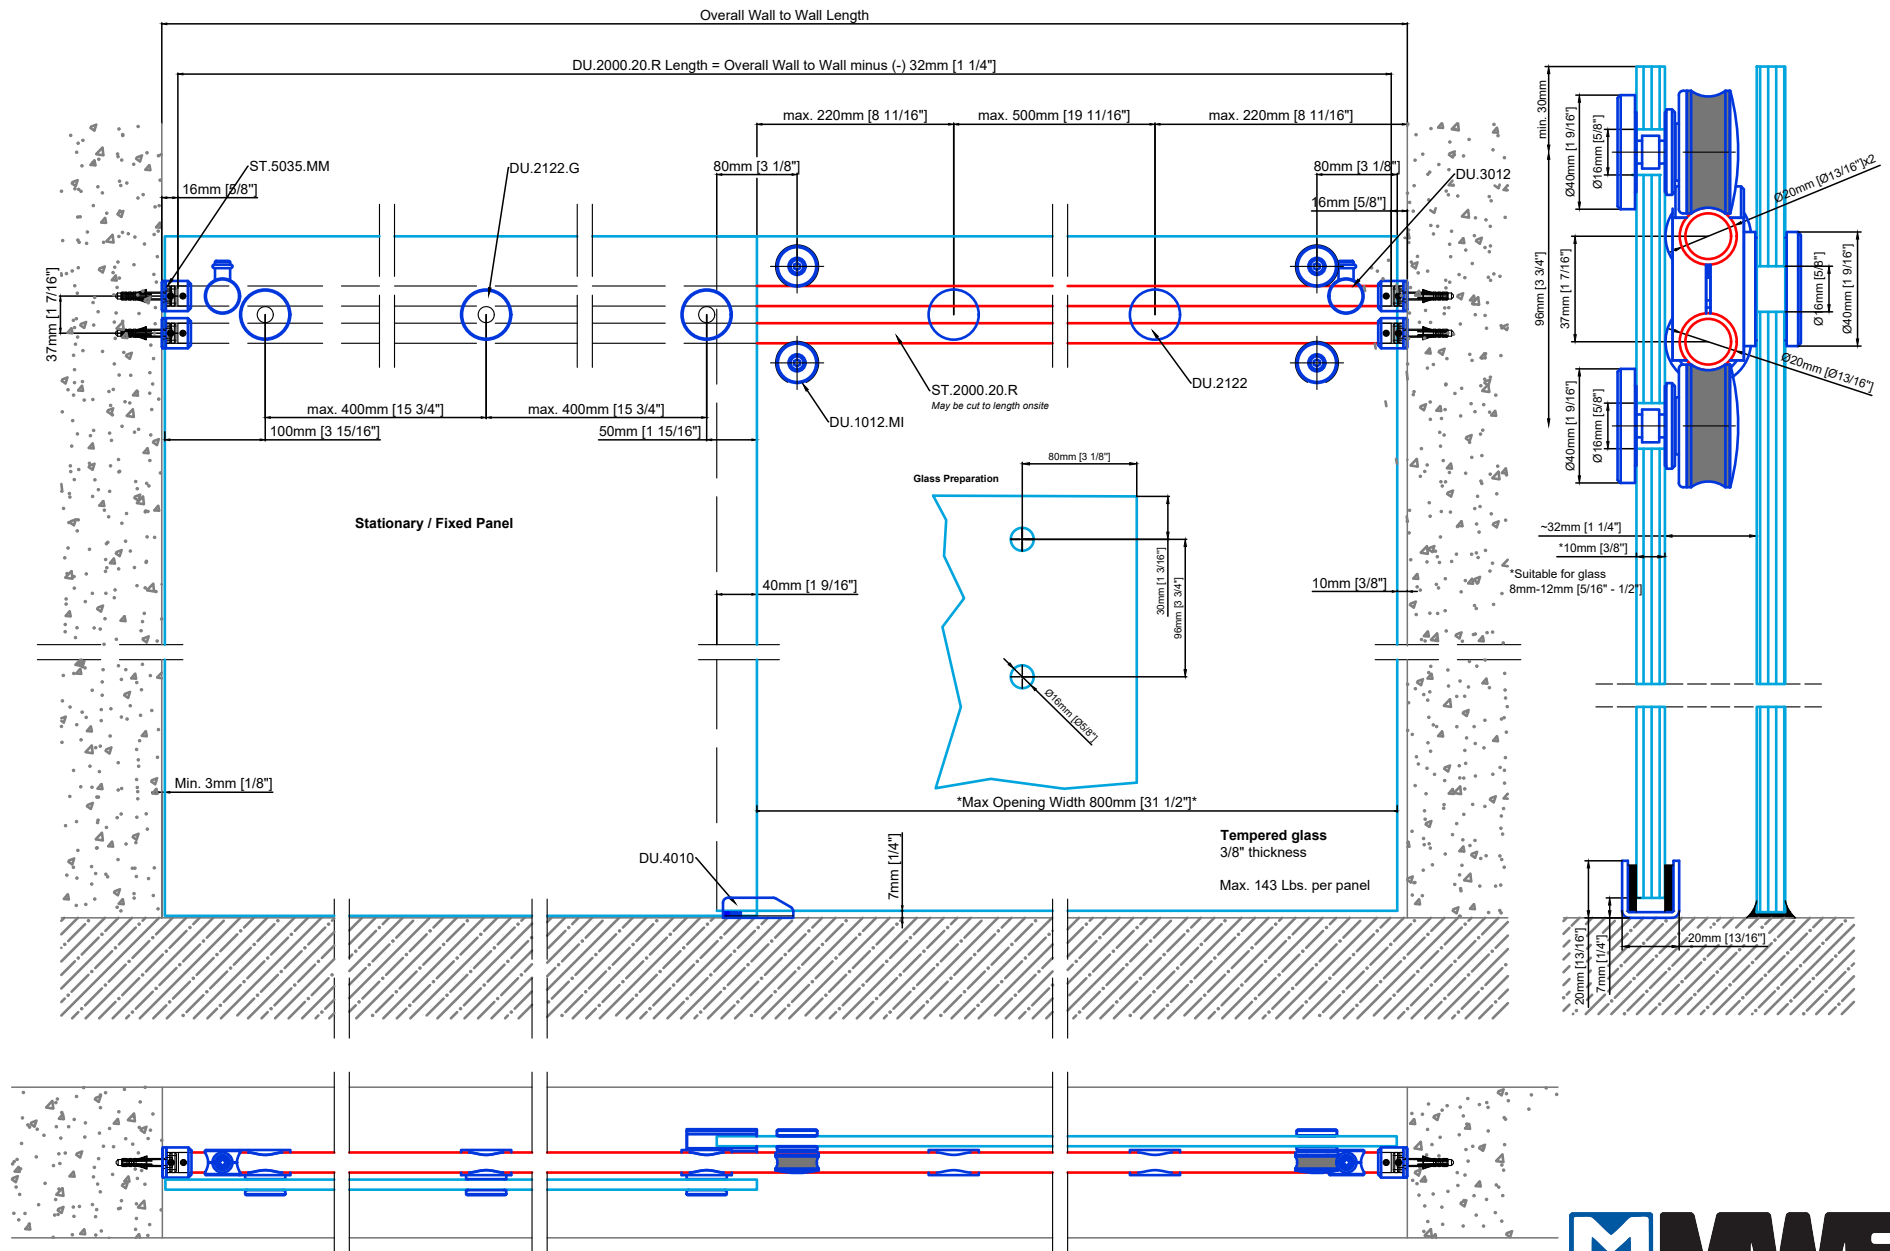 Overall Wall to Wall Length
DU.2000.20.R Length = Overall Wall to Wall minus (-) 32mm [1 1/4"]
max. 220mm [8 11/16"]
max. 500mm [19 11/16"]
max. 220mm [8 11/16"]
ST.5035.MM
DU.2122.G
80mm [3 1/8"]
80mm [3 1/8"]
DU.3012
16mm [5/8"]
16mm [5/8"]
37mm [1 7/16"]
ST.2000.20.R
May be cut to length onsite
DU.2122
max. 400mm [15 3/4"]
max. 400mm [15 3/4"]
DU.1012.MI
100mm [3 15/16"]
50mm [1 15/16"]
Glass Preparation
80mm [3 1/8"]
30mm [1 3/16"]
96mm [3 3/4"]
Ø16mm [Ø5/8"]
Stationary / Fixed Panel
40mm [1 9/16"]
10mm [3/8"]
Min. 3mm [1/8"]
*Max Opening Width 800mm [31 1/2"]*
Tempered glass
3/8" thickness
Max. 143 Lbs. per panel
DU.4010
7mm [1/4"]
min. 30mm
Ø40mm [1 9/16"]
Ø16mm [5/8"]
Ø20mm [Ø13/16"]x2
96mm [3 3/4"]
37mm [1 7/16"]
Ø16mm [5/8"]
Ø40mm [1 9/16"]
Ø20mm [Ø13/16"]
Ø40mm [1 9/16"]
Ø16mm [5/8"]
~32mm [1 1/4"]
*10mm [3/8"]
*Suitable for glass
8mm-12mm [5/16" - 1/2"]
20mm [13/16"]
20mm [13/16"]
7mm [1/4"]